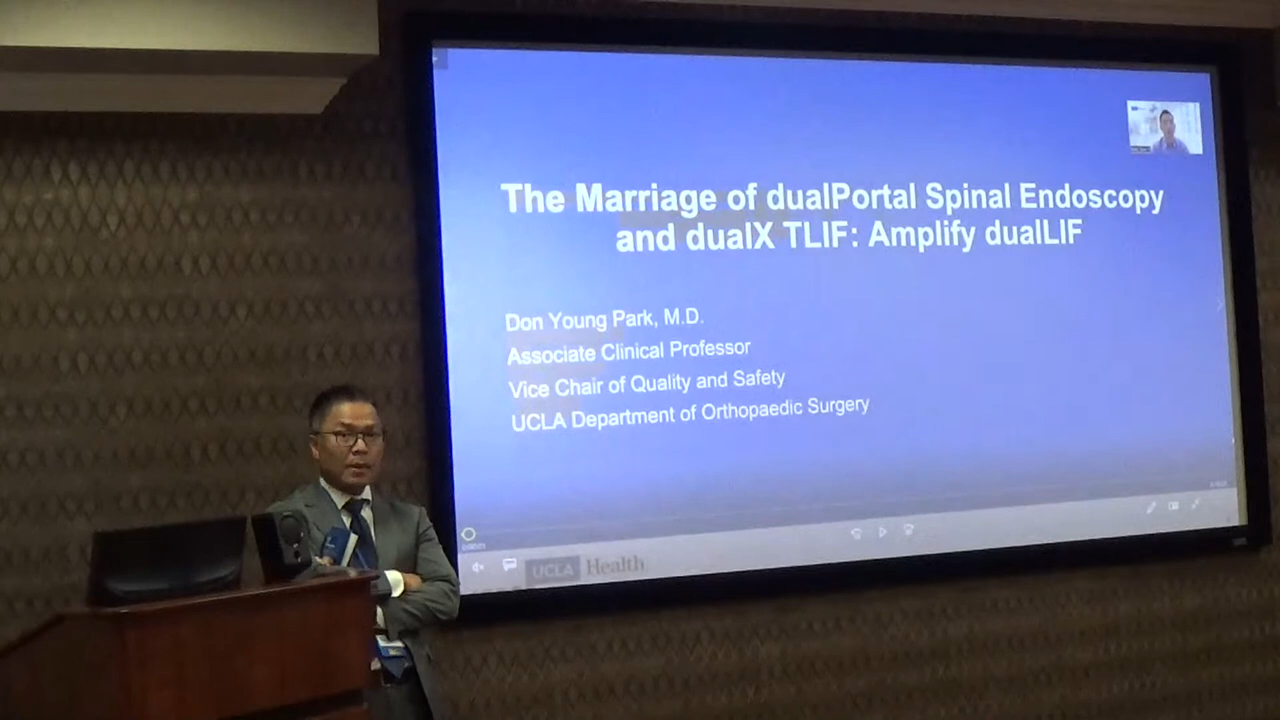 The Marriage of dualPortal Spinal Endoscopy
and dualX TLIF: Amplify dualLIF
Don Young Park, M.D.
Associate Clinical Professor
Vice Chair of Quality and Safety
UCLA Department of Orthopaedic Surgery
UCLA Health